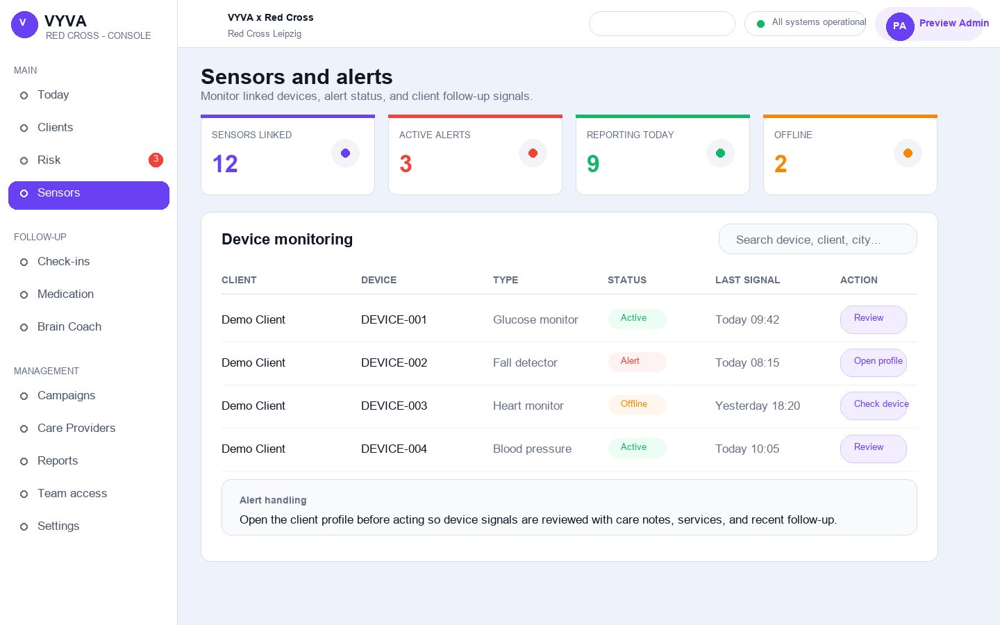 V
VYVA
RED CROSS - CONSOLE
MAIN
Today
Clients
Risk
3
Sensors
FOLLOW-UP
Check-ins
Medication
Brain Coach
MANAGEMENT
Campaigns
Care Providers
Reports
Team access
Settings
VYVA x Red Cross
Red Cross Leipzig
All systems operational
PA
Preview Admin
Sensors and alerts
Monitor linked devices, alert status, and client follow-up signals.
SENSORS LINKED
12
ACTIVE ALERTS
3
REPORTING TODAY
9
OFFLINE
2
Device monitoring
Search device, client, city...
CLIENT DEVICE TYPE STATUS LAST SIGNAL ACTION
Demo Client DEVICE-001 Glucose monitor Active Today 09:42 Review
Demo Client DEVICE-002 Fall detector Alert Today 08:15 Open profile
Demo Client DEVICE-003 Heart monitor Offline Yesterday 18:20 Check device
Demo Client DEVICE-004 Blood pressure Active Today 10:05 Review
Alert handling
Open the client profile before acting so device signals are reviewed with care notes, services, and recent follow-up.